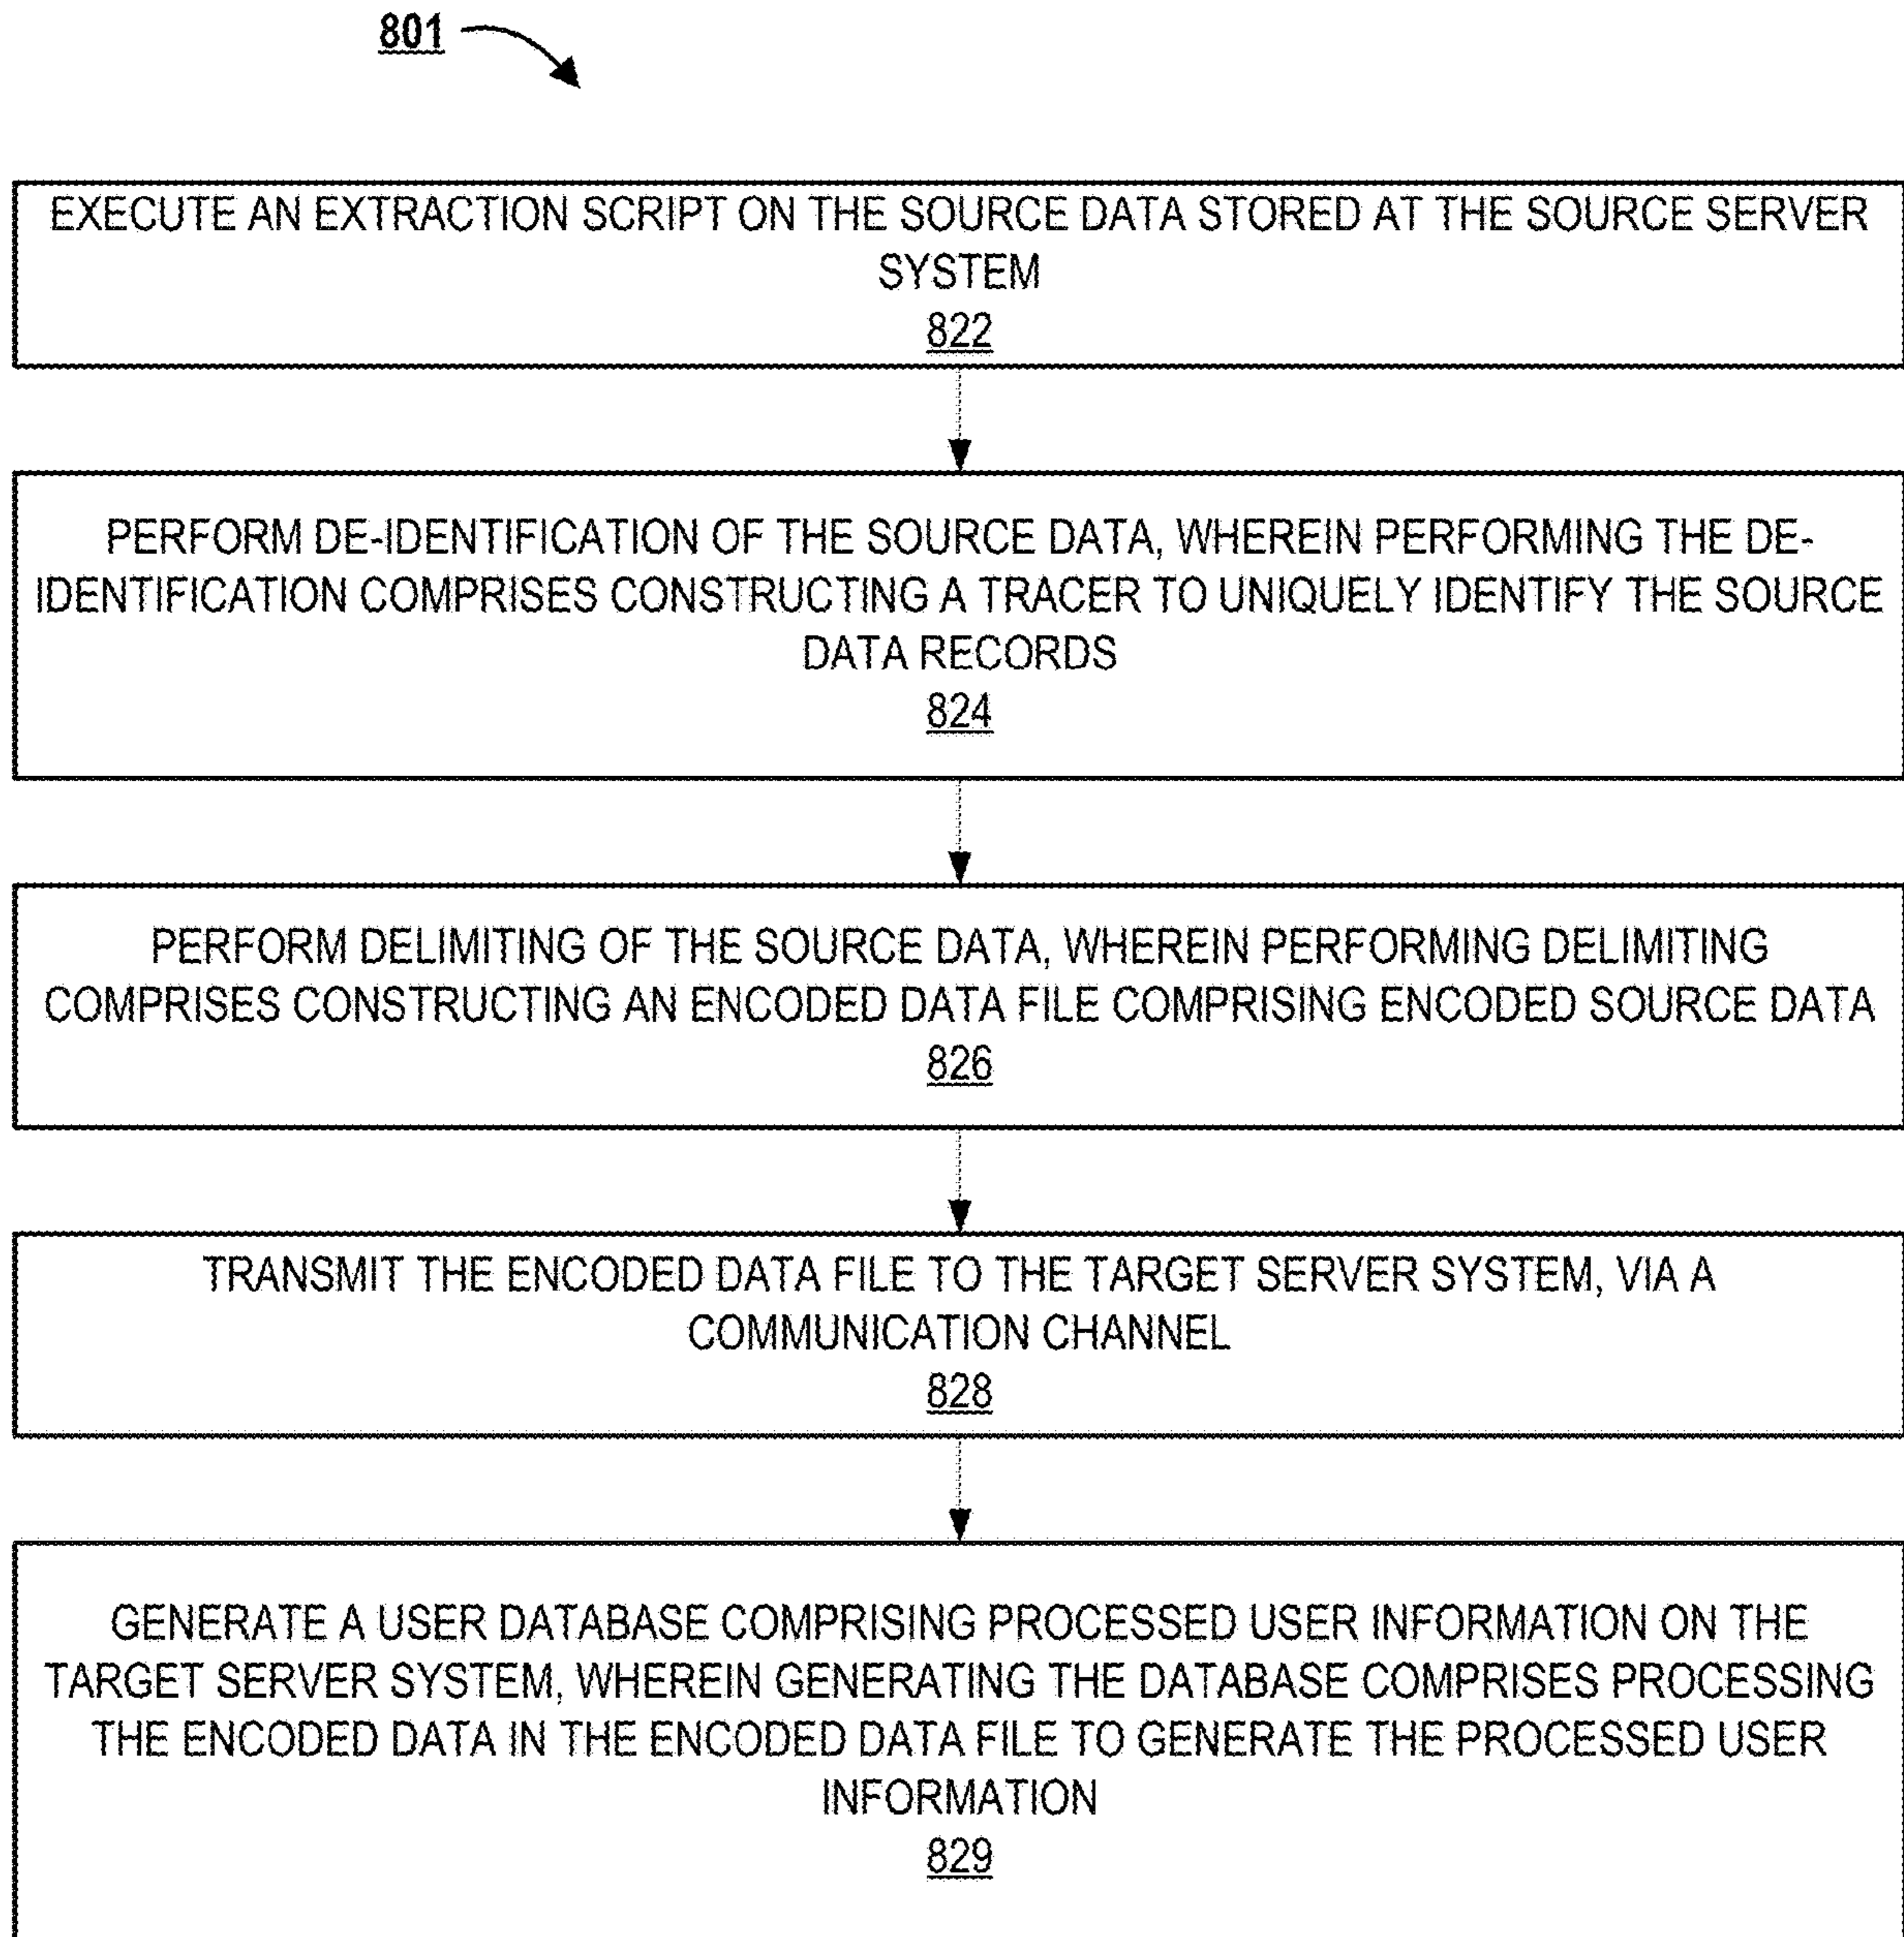 801
EXECUTE AN EXTRACTION SCRIPT ON THE SOURCE DATA STORED AT THE SOURCE SERVER
SYSTEM
822
PERFORM DE-IDENTIFICATION OF THE SOURCE DATA, WHEREIN PERFORMING THE DE-
IDENTIFICATION COMPRISES CONSTRUCTING A TRACER TO UNIQUELY IDENTIFY THE SOURCE
DATA RECORDS
824
PERFORM DELIMITING OF THE SOURCE DATA, WHEREIN PERFORMING DELIMITING
COMPRISES CONSTRUCTING AN ENCODED DATA FILE COMPRISING ENCODED SOURCE DATA
826
TRANSMIT THE ENCODED DATA FILE TO THE TARGET SERVER SYSTEM, VIA A
COMMUNICATION CHANNEL
828
GENERATE A USER DATABASE COMPRISING PROCESSED USER INFORMATION ON THE
TARGET SERVER SYSTEM, WHEREIN GENERATING THE DATABASE COMPRISES PROCESSING
THE ENCODED DATA IN THE ENCODED DATA FILE TO GENERATE THE PROCESSED USER
INFORMATION
829